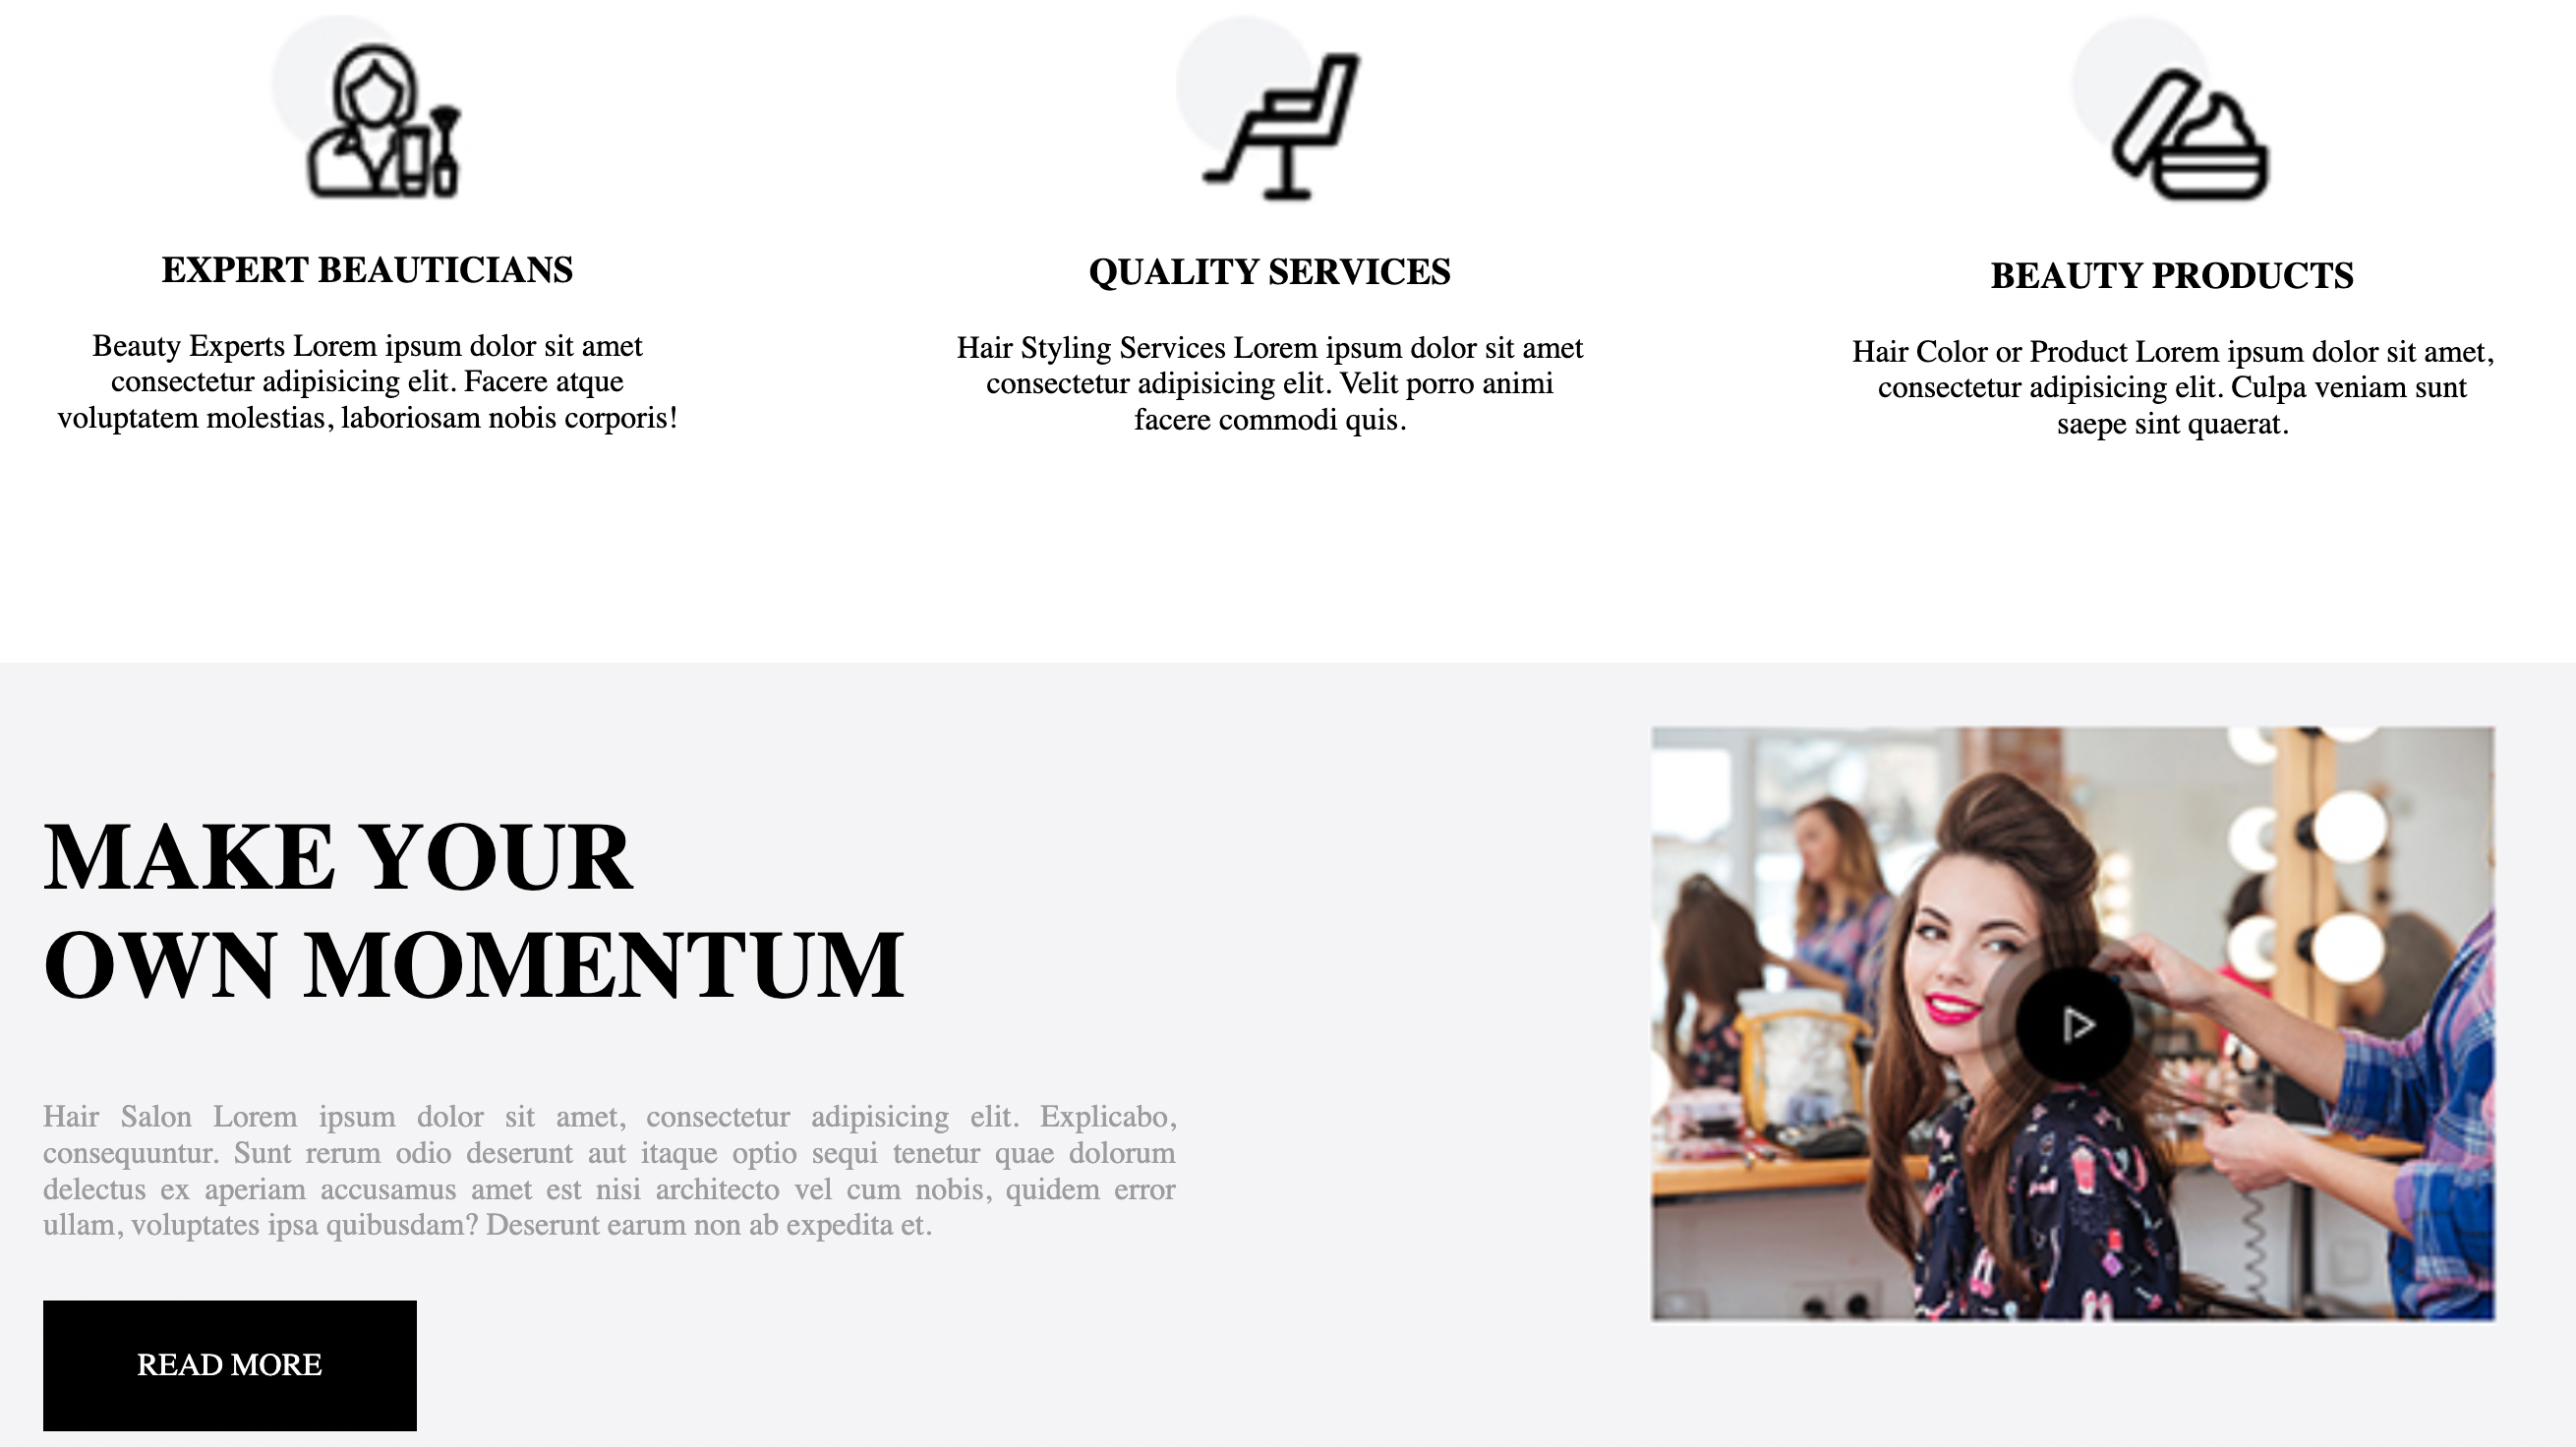 EXPERT BEAUTICIANS
Beauty Experts Lorem ipsum dolor sit amet
consectetur adipisicing elit. Facere atque
voluptatem molestias, laboriosam nobis corporis!
QUALITY SERVICES
Hair Styling Services Lorem ipsum dolor sit amet
consectetur adipisicing elit. Velit porro animi
facere commodi quis.
BEAUTY PRODUCTS
Hair Color or Product Lorem ipsum dolor sit amet,
consectetur adipisicing elit. Culpa veniam sunt
saepe sint quaerat.
MAKE YOUR
OWN MOMENTUM
Hair Salon Lorem ipsum dolor sit amet, consectetur adipisicing elit. Explicabo,
consequuntur. Sunt rerum odio deserunt aut itaque optio sequi tenetur quae dolorum
delectus ex aperiam accusamus amet est nisi architecto vel cum nobis, quidem error
ullam, voluptates ipsa quibusdam? Deserunt earum non ab expedita et.
READ MORE